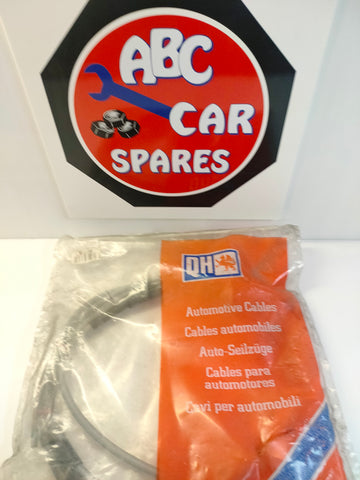 ABC
CAR
SPARES
QH
Automotive Cables
Cables automobiles
Auto-Seilzüge
Cables para
automotores
Cavi per automobili